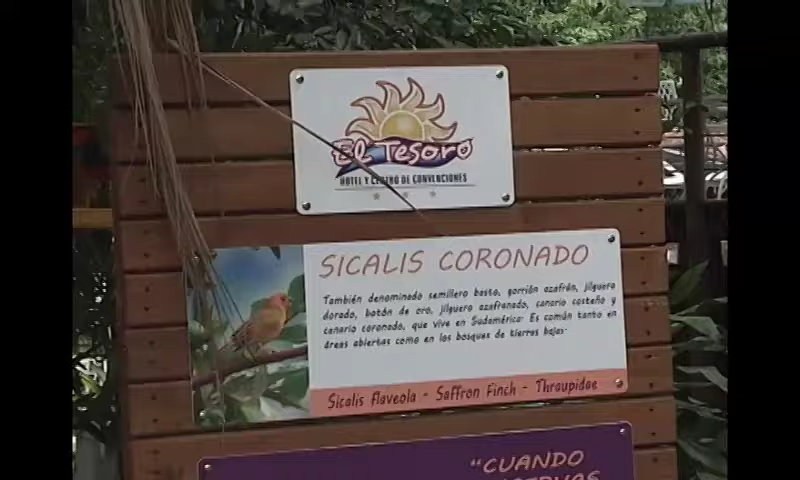 El Tesoro
HOTEL Y CENTRO DE CONVENCIONES
SICALIS CORONADO
También denominado semillero basto, gorrión azafrán, jilguero
dorado, botón de oro, jilguero azafranado, canario costeño y
canario coronado, que vive en Sudamérica. Es común tanto en
áreas abiertas como en los bosques de tierras bajas.
Sicalis flaveola - Saffron Finch - Thraupidae
"CUANDO